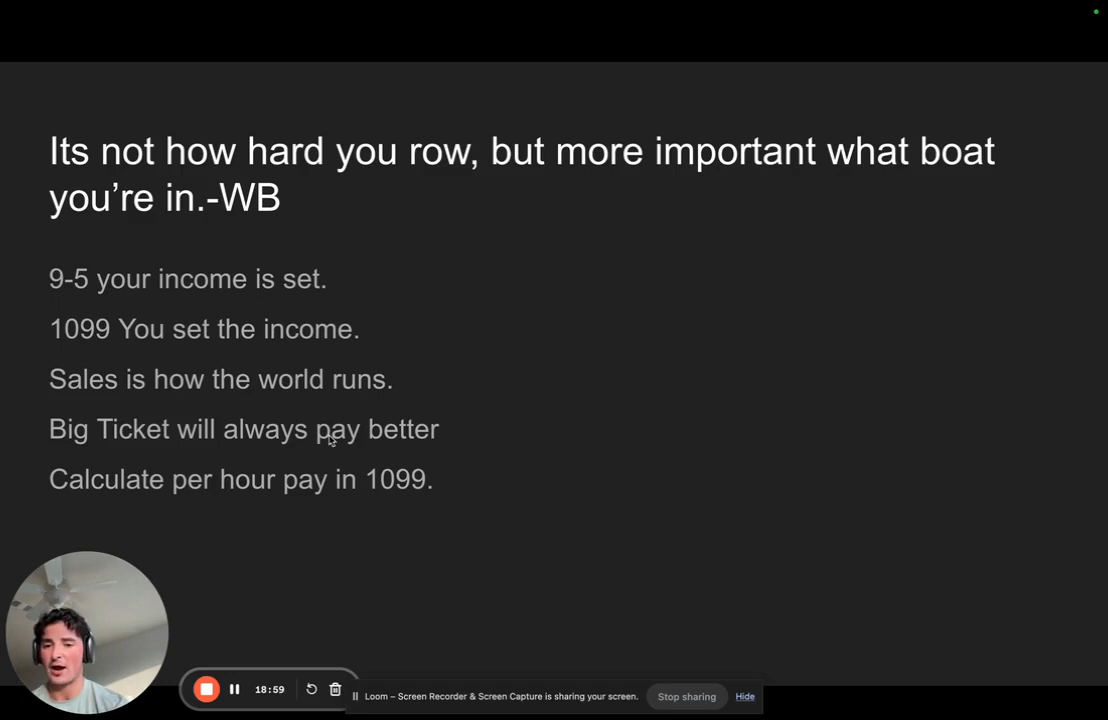 Its not how hard you row, but more important what boat
you’re in.-WB
9-5 your income is set.
1099 You set the income.
Sales is how the world runs.
Big Ticket will always pay better
Calculate per hour pay in 1099.
18:59
Loom – Screen Recorder & Screen Capture is sharing your screen.
Stop sharing
Hide